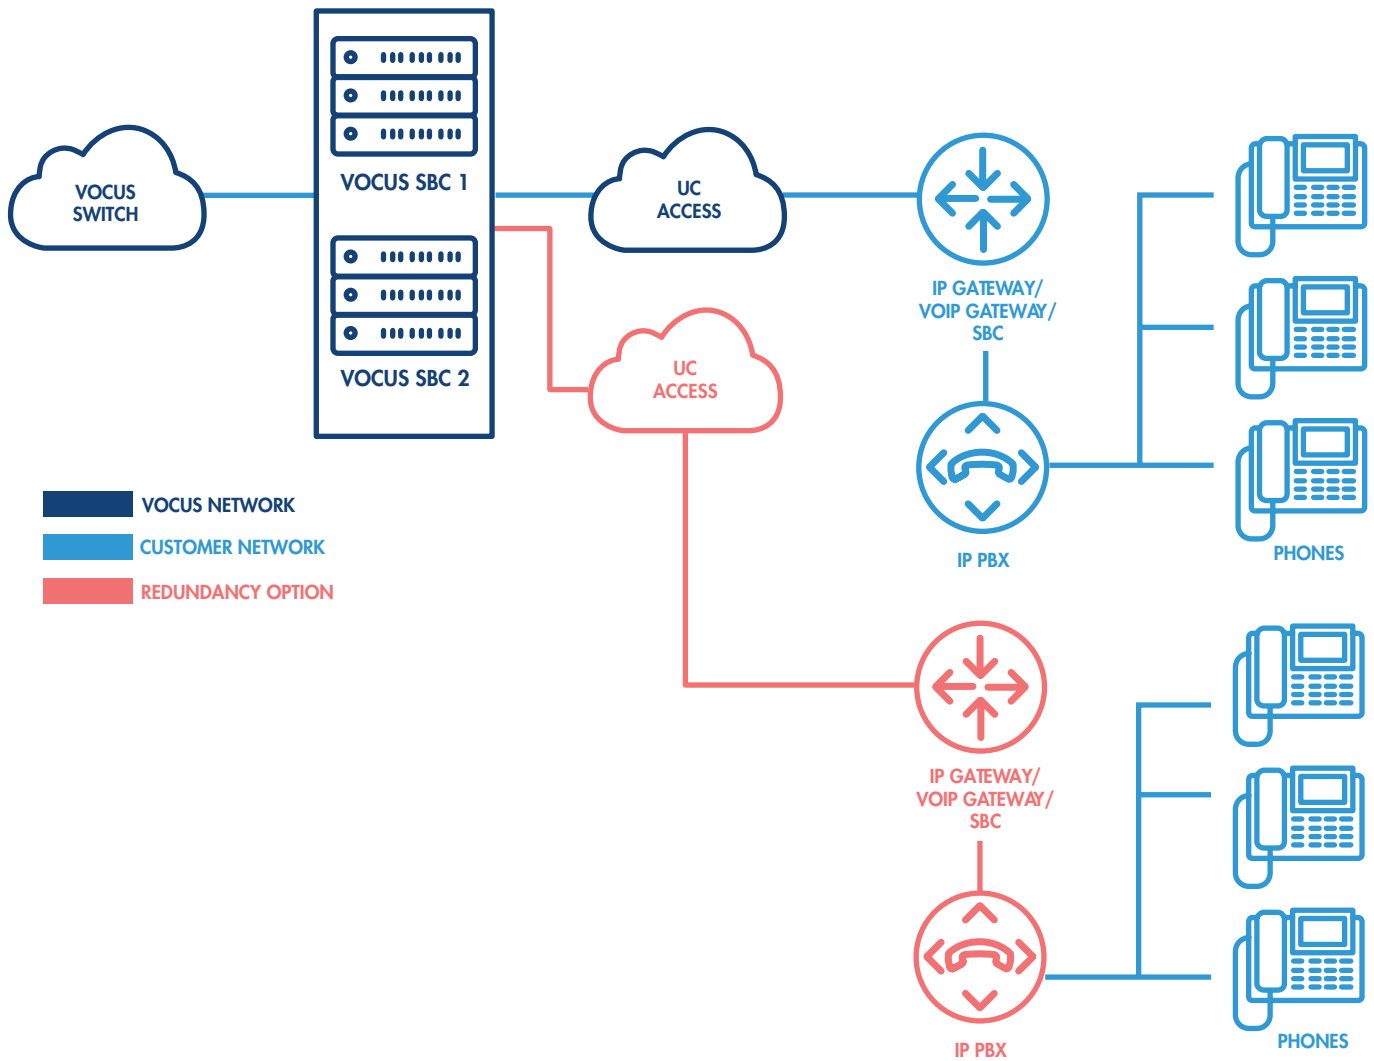 VOCUS
SWITCH
VOCUS SBC 1
VOCUS SBC 2
UC
ACCESS
IP GATEWAY/
VOIP GATEWAY/
SBC
IP PBX
PHONES
UC
ACCESS
VOCUS NETWORK
CUSTOMER NETWORK
REDUNDANCY OPTION
IP GATEWAY/
VOIP GATEWAY/
SBC
IP PBX
PHONES